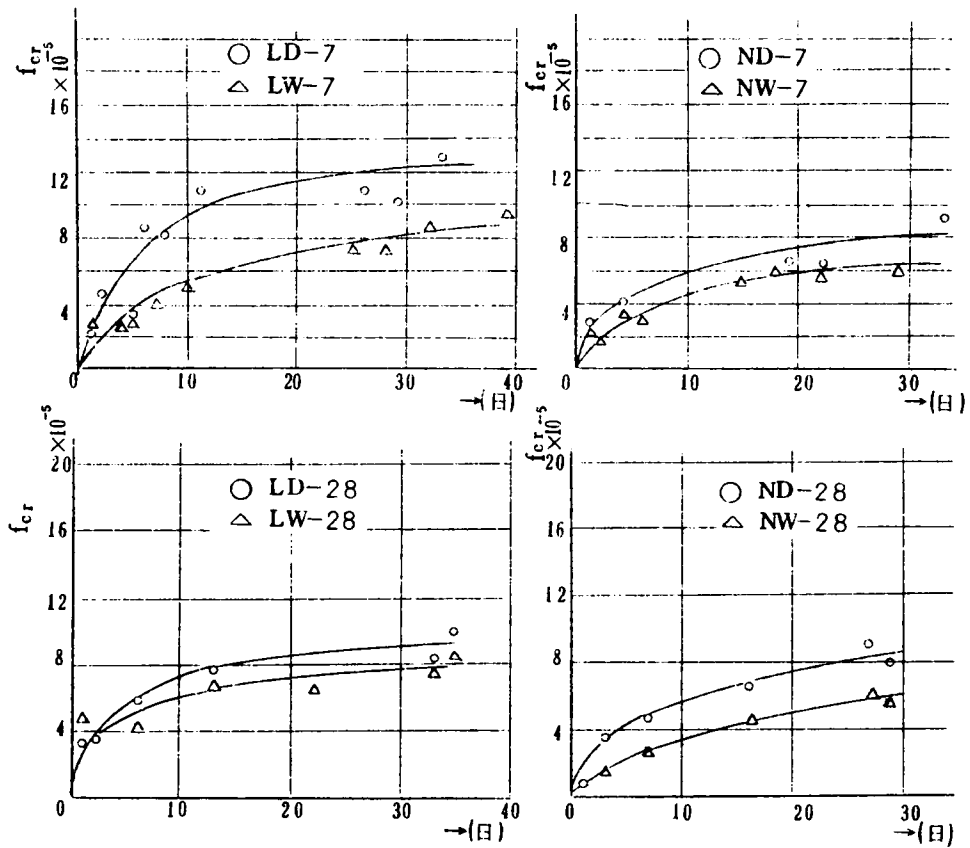 f_cr ×10^-5
○ LD-7
△ LW-7
16
12
8
4
0 10 20 30 40
→(日)
f_cr ×10^-5
○ ND-7
△ NW-7
16
12
8
4
0 10 20 30
→(日)
f_cr ×10^-5
○ LD-28
△ LW-28
20
16
12
8
4
0 10 20 30 40
→(日)
f_cr ×10^-5
○ ND-28
△ NW-28
20
16
12
8
4
0 10 20 30
→(日)